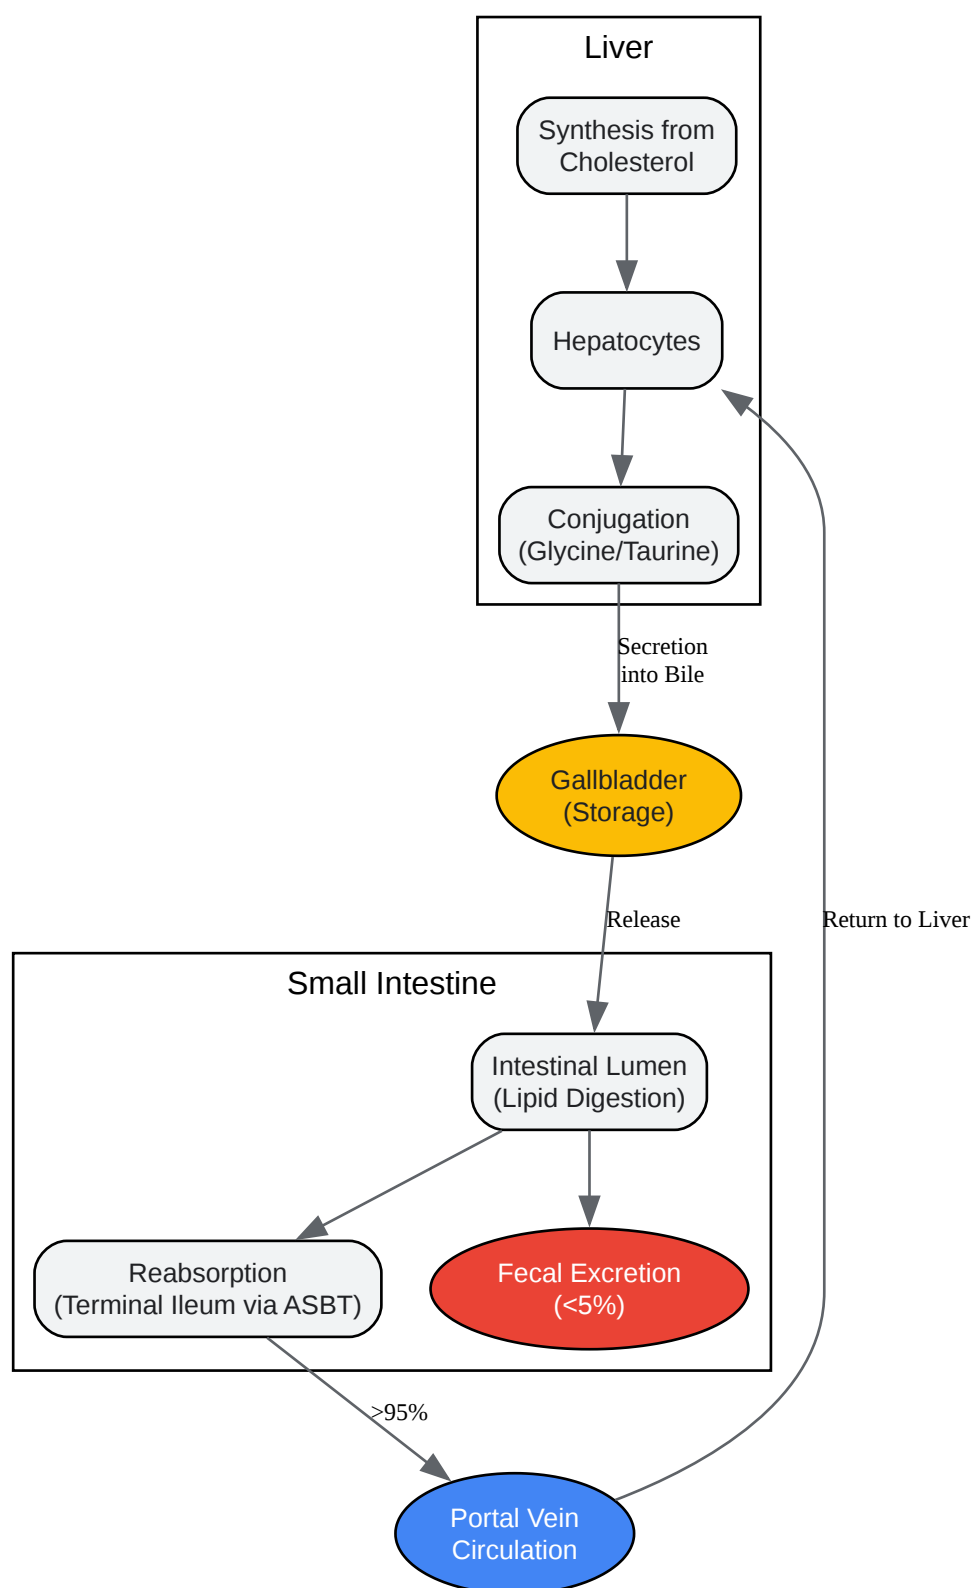 Liver
Synthesis from
Cholesterol
Hepatocytes
Conjugation
(Glycine/Taurine)
Secretion
into Bile
Gallbladder
(Storage)
Release
Return to Liver
Small Intestine
Intestinal Lumen
(Lipid Digestion)
Reabsorption
(Terminal Ileum via ASBT)
Fecal Excretion
(<5%)
>95%
Portal Vein
Circulation